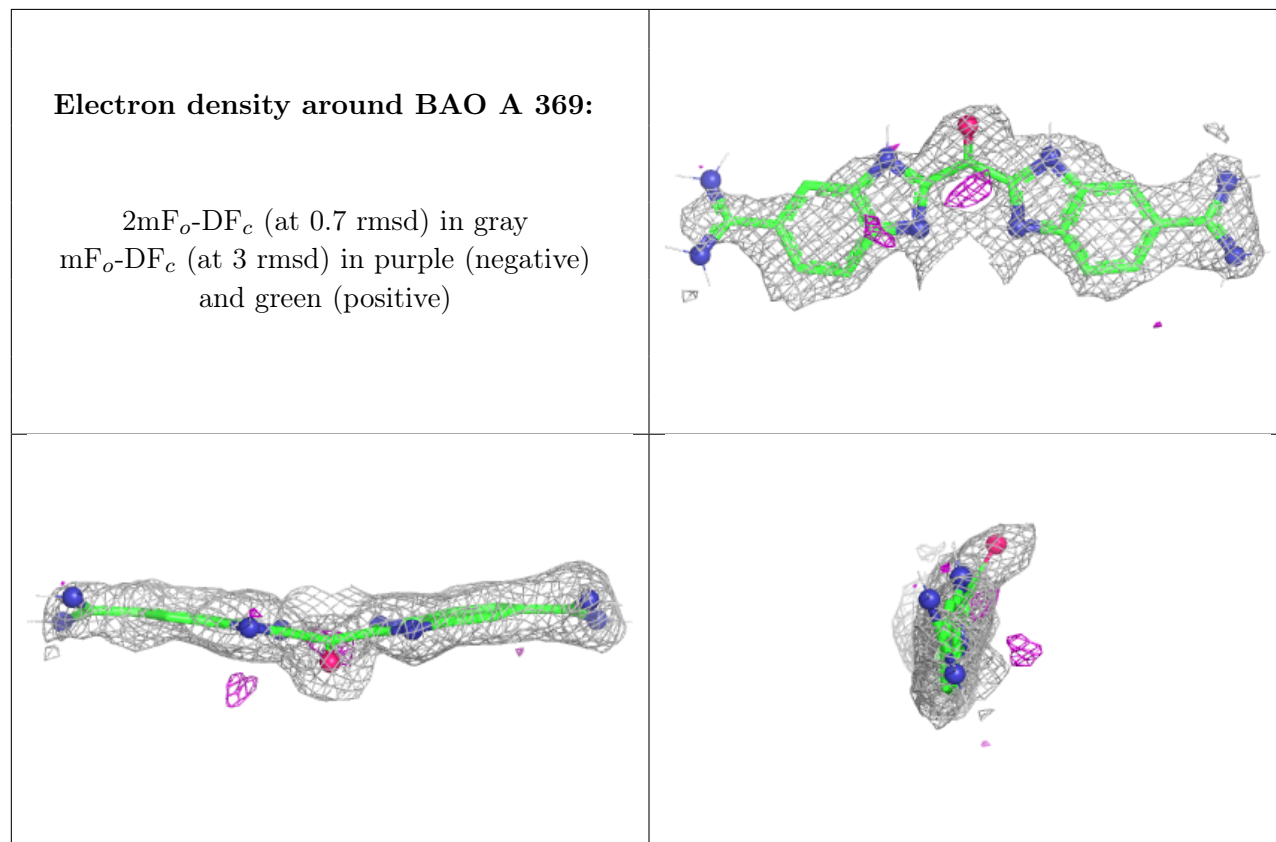 Electron density around BAO A 369:
2mFo-DFc (at 0.7 rmsd) in gray
mFo-DFc (at 3 rmsd) in purple (negative)
and green (positive)